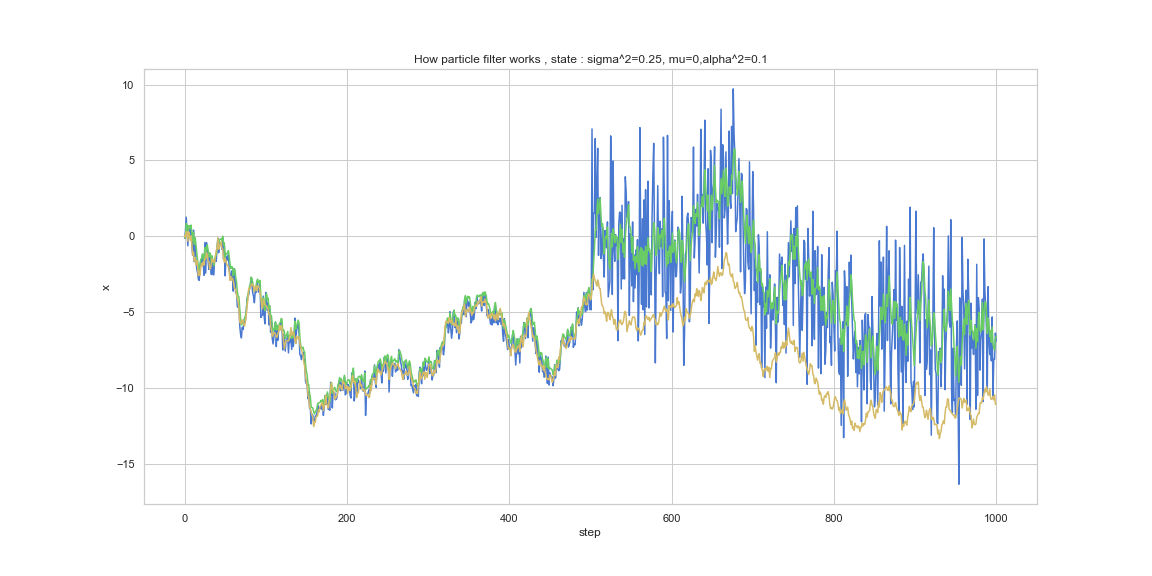 How particle filter works , state : sigma^2=0.25, mu=0,alpha^2=0.1
10
5
0
−5
−10
−15
x
0 200 400 600 800 1000
step